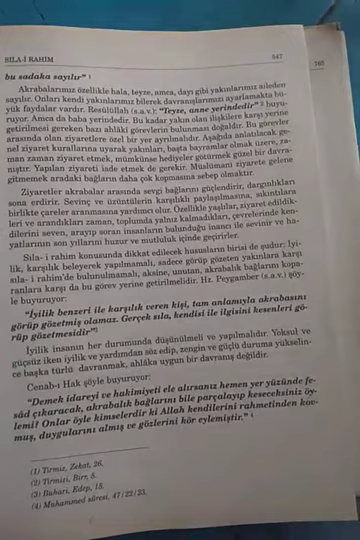 SILA-İ RAHİM 547
bu sadaka sayılır” 1
Akrabalarımız özellikle hala, teyze, amca, dayı gibi yakınlarımız aileden
sayılır. Onları kendi yakınlarımız bilerek davranışlarımızı ayarlamakta bü-
yük faydalar vardır. Resûlüllah (s.a.v.): “Teyze, anne yerindedir” 2 buyu-
ruyor. Amca da baba yerindedir. Bu kadar yakın olan ilişkilere karşı yerine
getirilmesi gereken bazı ahlâkî görevlerin bulunması doğaldır. Bu görevler
arasında olan ziyaretlere özel bir yer ayrılmalıdır. Aşağıda anlatılacak ge-
nel ziyaret kurallarına uyarak yakınları, başta bayramlar olmak üzere, za-
man zaman ziyaret etmek, mümkünse hediyeler götürmek güzel bir davra-
nıştır. Yapılan ziyareti iade etmek de gerekir. Müslümanı ziyarete gelene
gitmemek aradaki bağların daha çok kopmasına sebep olmaktır.
Ziyaretler akrabalar arasında sevgi bağlarını güçlendirir, dargınlıkları
sona erdirir. Sevinç ve üzüntülerin karşılıklı paylaşılmasına, sıkıntılara
birlikte çareler aranmasına yardımcı olur. Özellikle yaşlılar, ziyaret edildik-
leri ve arandıkları zaman, toplumda yalnız kalmadıkları, çevrelerinde ken-
dilerini seven, arayıp soran insanların bulunduğu inancı ile sevinir ve ha-
yatlarının son yıllarını huzur ve mutluluk içinde geçirirler.
Sıla- i rahim konusunda dikkat edilecek hususların birisi de şudur: İyi-
lik, karşılık bekleyerek yapılmamalı, sadece görüp gözeten yakınlara karşı
sıla- i rahim'de bulunulmamalı, aksine, unutan, akrabalık bağlarını kopa-
ranlara karşı da bu görev yerine getirilmelidir. Hz. Peygamber (s.a.v.) şöy-
le buyuruyor:
“İyilik benzeri ile karşılık veren kişi, tam anlamıyla akrabasını
görüp gözetmiş olamaz. Gerçek sıla, kendisi ile ilgisini kesenleri gö-
rüp gözetmesidir”3
İyilik insanın her durumunda düşünülmeli ve yapılmalıdır. Yoksul ve
güçsüz iken iyilik ve yardımdan söz edip, zengin ve güçlü duruma yükselin-
ce başka türlü davranmak, ahlâka uygun bir davranış değildir.
Cenab-ı Hak şöyle buyuruyor:
“Demek idareyi ve hakimiyeti ele alırsanız hemen yer yüzünde fe-
sâd çıkaracak, akrabalık bağlarını bile parçalayıp keseceksiniz öy-
lemi? Onlar öyle kimselerdir ki Allah kendilerini rahmetinden kov-
muş, duygularını almış ve gözlerini kör eylemiştir.” 4
(1) Tirmiz, Zekat, 26.
(2) Tirmizi, Birr, 5.
(3) Buhari, Edep, 15.
(4) Muhammed sûresi, 47/22/23.